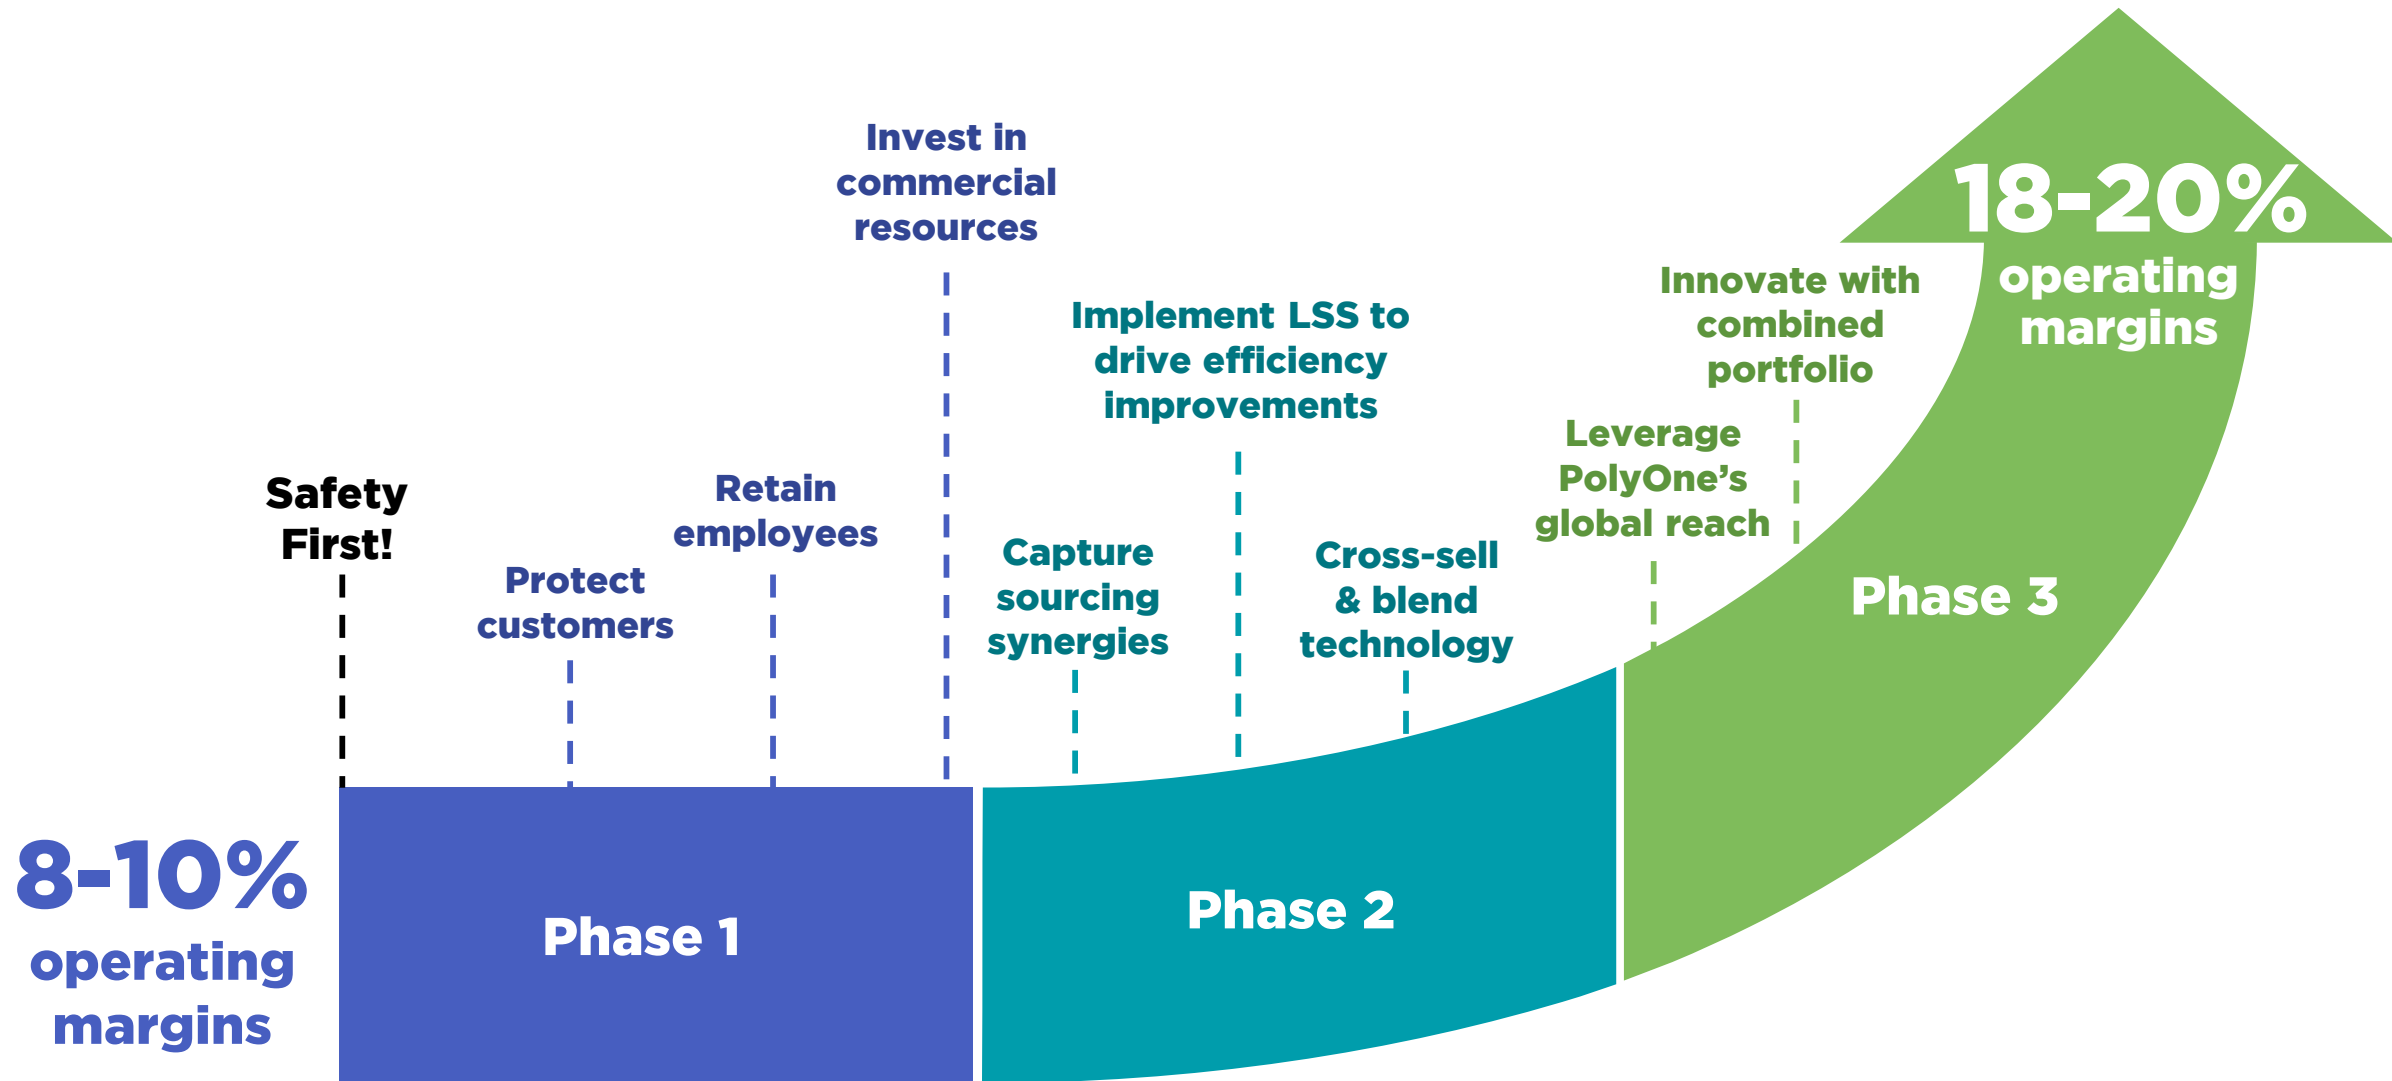 8-10%
operating
margins
Safety
First!
Protect
customers
Retain
employees
Invest in
commercial
resources
Phase 1
Capture
sourcing
synergies
Implement LSS to
drive efficiency
improvements
Cross-sell
& blend
technology
Phase 2
Leverage
PolyOne’s
global reach
Innovate with
combined
portfolio
Phase 3
18-20%
operating
margins